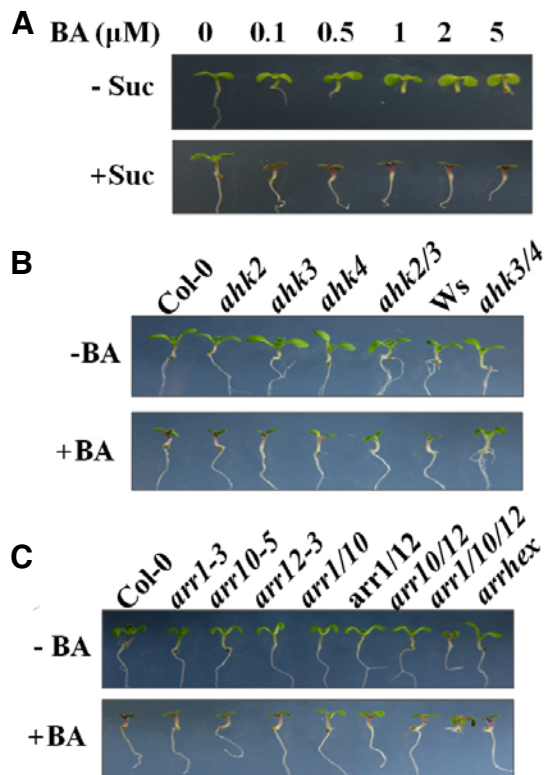 A
BA (μM) 0 0.1 0.5 1 2 5
- Suc
+Suc
B
Col-0 ahk2 ahk3 ahk4 ahk2/3 Ws ahk3/4
-BA
+BA
C
Col-0 arr1-3 arr10-5 arr12-3 arr1/10 arr1/12 arr10/12 arr1/10/12 arrhex
- BA
+BA